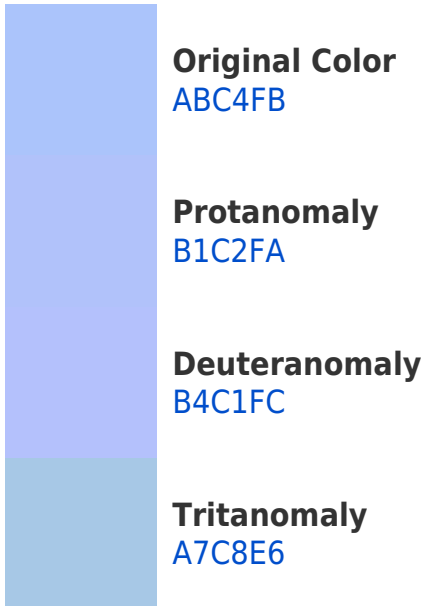 Original Color
ABC4FB
Protanomaly
B1C2FA
Deuteranomaly
B4C1FC
Tritanomaly
A7C8E6